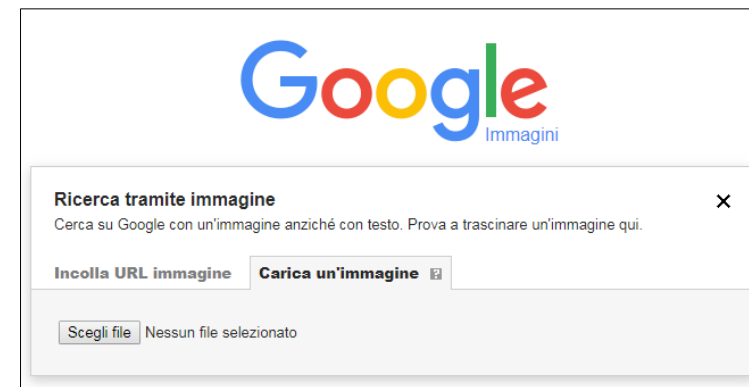 Google
Immagini
Ricerca tramite immagine
Cerca su Google con un'immagine anziché con testo. Prova a trascinare un'immagine qui.
Incolla URL immagine Carica un'immagine ?
Scegli file Nessun file selezionato